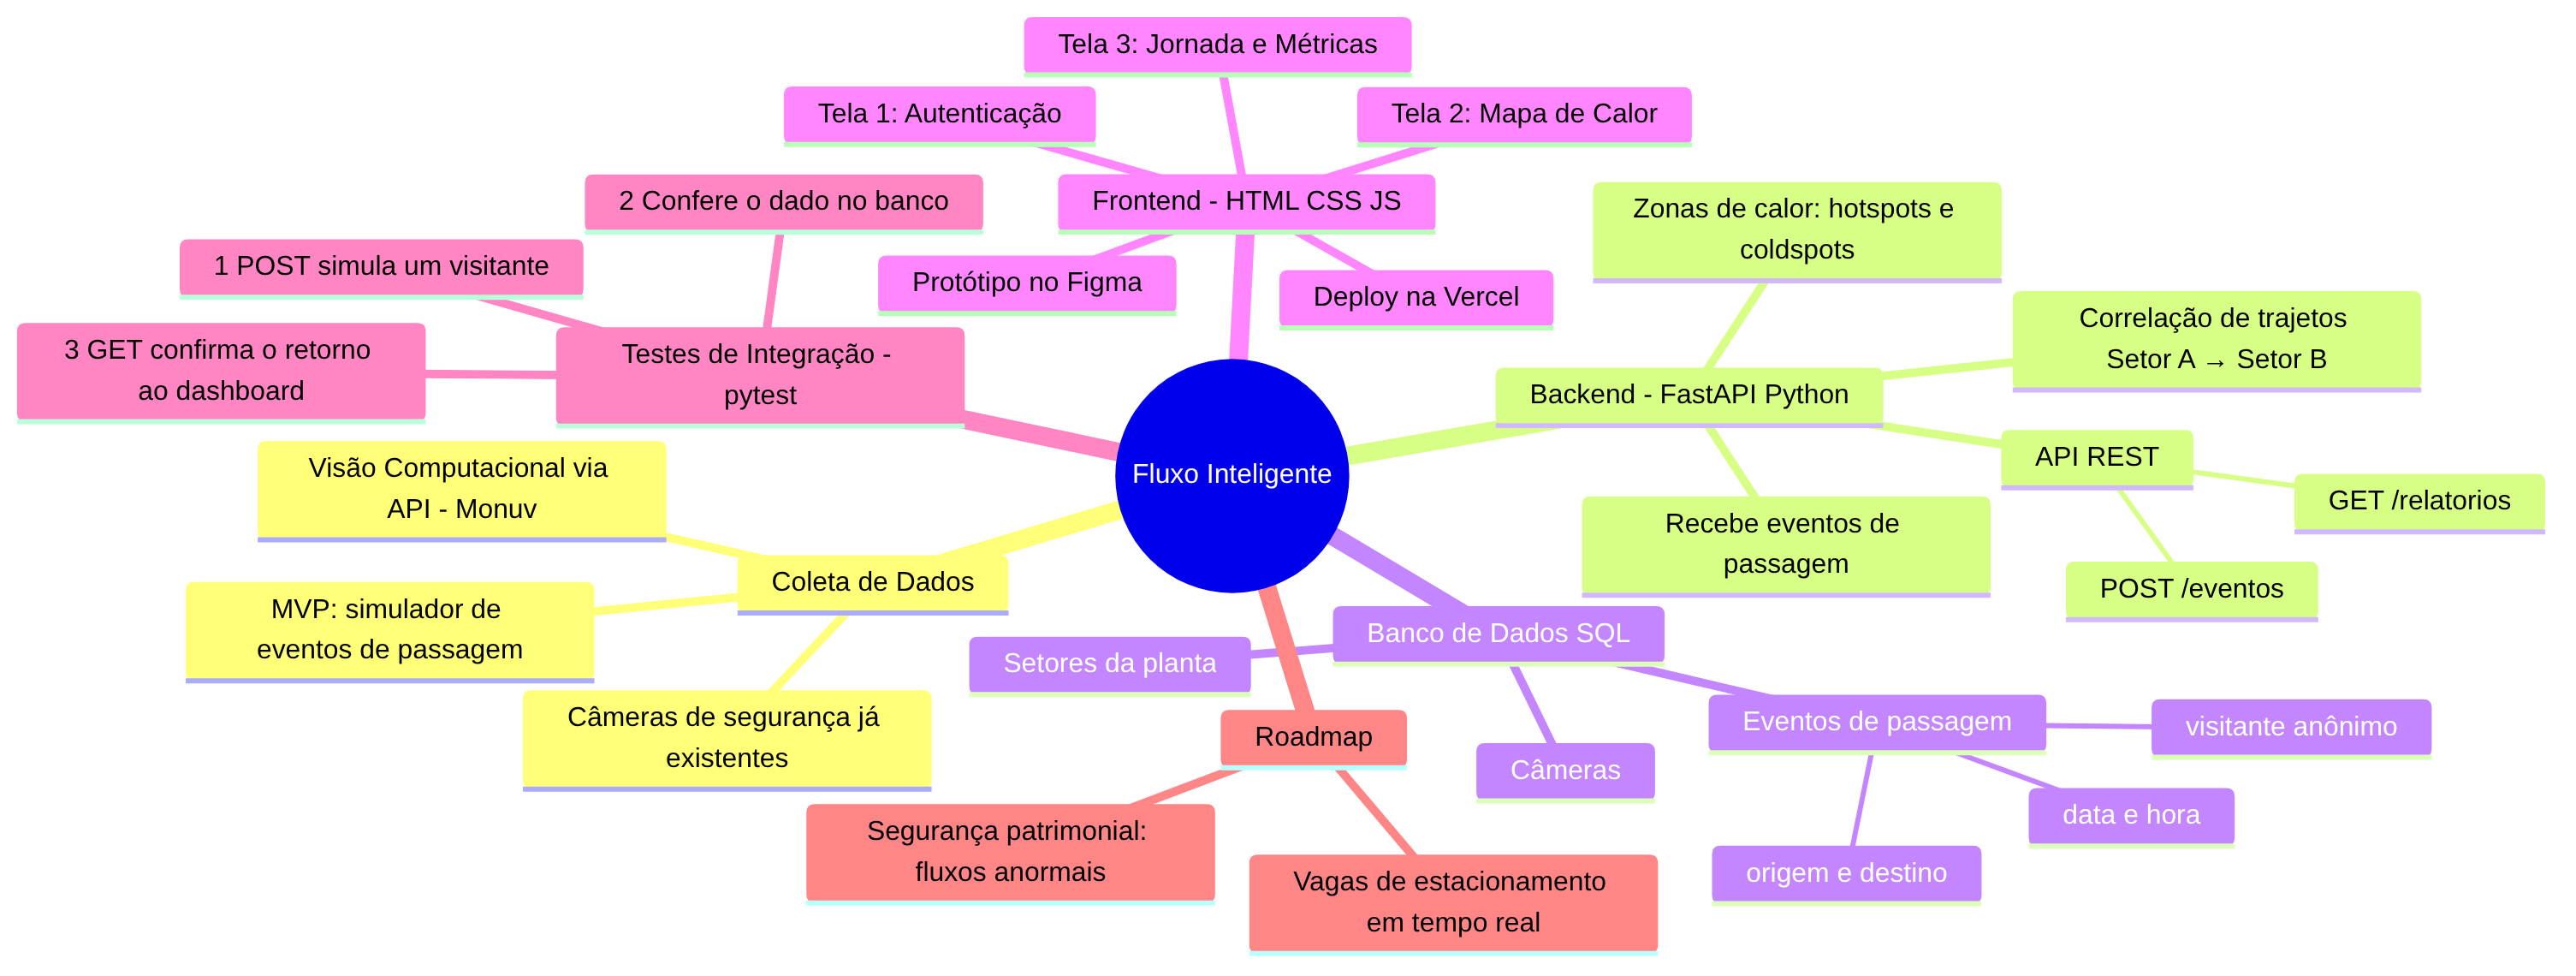 Tela 3: Jornada e Métricas
Tela 1: Autenticação
Tela 2: Mapa de Calor
Frontend - HTML CSS JS
Protótipo no Figma
Deploy na Vercel
2 Confere o dado no banco
1 POST simula um visitante
3 GET confirma o retorno
ao dashboard
Testes de Integração -
pytest
Zonas de calor: hotspots e
coldspots
Correlação de trajetos
Setor A → Setor B
Backend - FastAPI Python
API REST
GET /relatorios
POST /eventos
Recebe eventos de
passagem
Fluxo Inteligente
Visão Computacional via
API - Monuv
Coleta de Dados
MVP: simulador de
eventos de passagem
Câmeras de segurança já
existentes
Banco de Dados SQL
Setores da planta
Câmeras
Eventos de passagem
visitante anônimo
data e hora
origem e destino
Roadmap
Segurança patrimonial:
fluxos anormais
Vagas de estacionamento
em tempo real